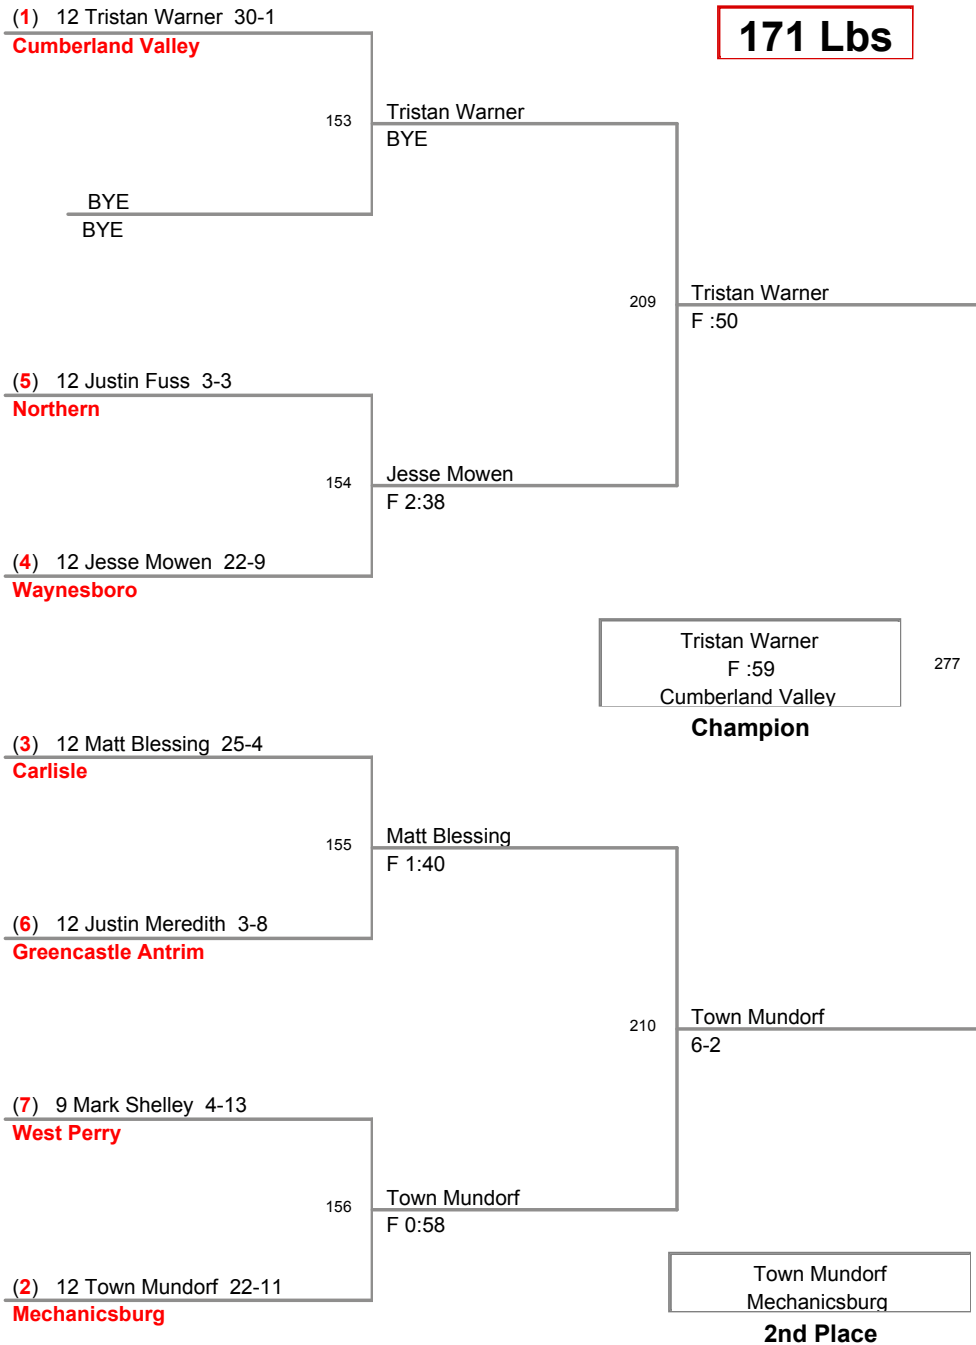 (1) 12 Tristan Warner 30-1
Cumberland Valley
171 Lbs
153
Tristan Warner
BYE
BYE
BYE
209
Tristan Warner
F :50
(5) 12 Justin Fuss 3-3
Northern
154
Jesse Mowen
F 2:38
(4) 12 Jesse Mowen 22-9
Waynesboro
Tristan Warner
F :59
Cumberland Valley
277
Champion
(3) 12 Matt Blessing 25-4
Carlisle
155
Matt Blessing
F 1:40
(6) 12 Justin Meredith 3-8
Greencastle Antrim
210
Town Mundorf
6-2
(7) 9 Mark Shelley 4-13
West Perry
156
Town Mundorf
F 0:58
(2) 12 Town Mundorf 22-11
Mechanicsburg
Town Mundorf
Mechanicsburg
2nd Place